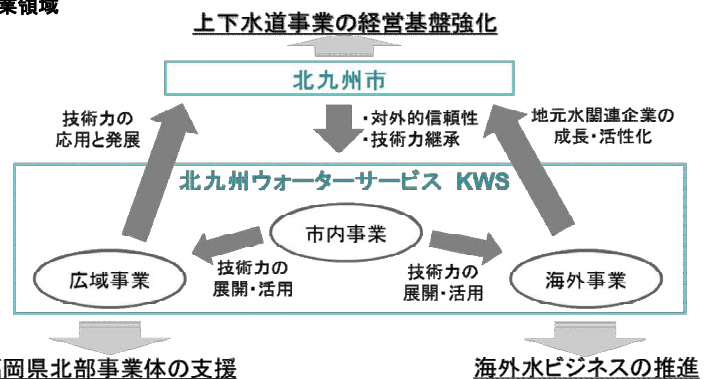 業領域
上下水道事業の経営基盤強化
北九州市
技術力の
応用と発展
・対外的信頼性
・技術力継承
地元水関連企業の
成長・活性化
北九州ウォーターサービス KWS
市内事業
広域事業
技術力の
展開・活用
技術力の
展開・活用
海外事業
岡県北部事業体の支援
海外水ビジネスの推進